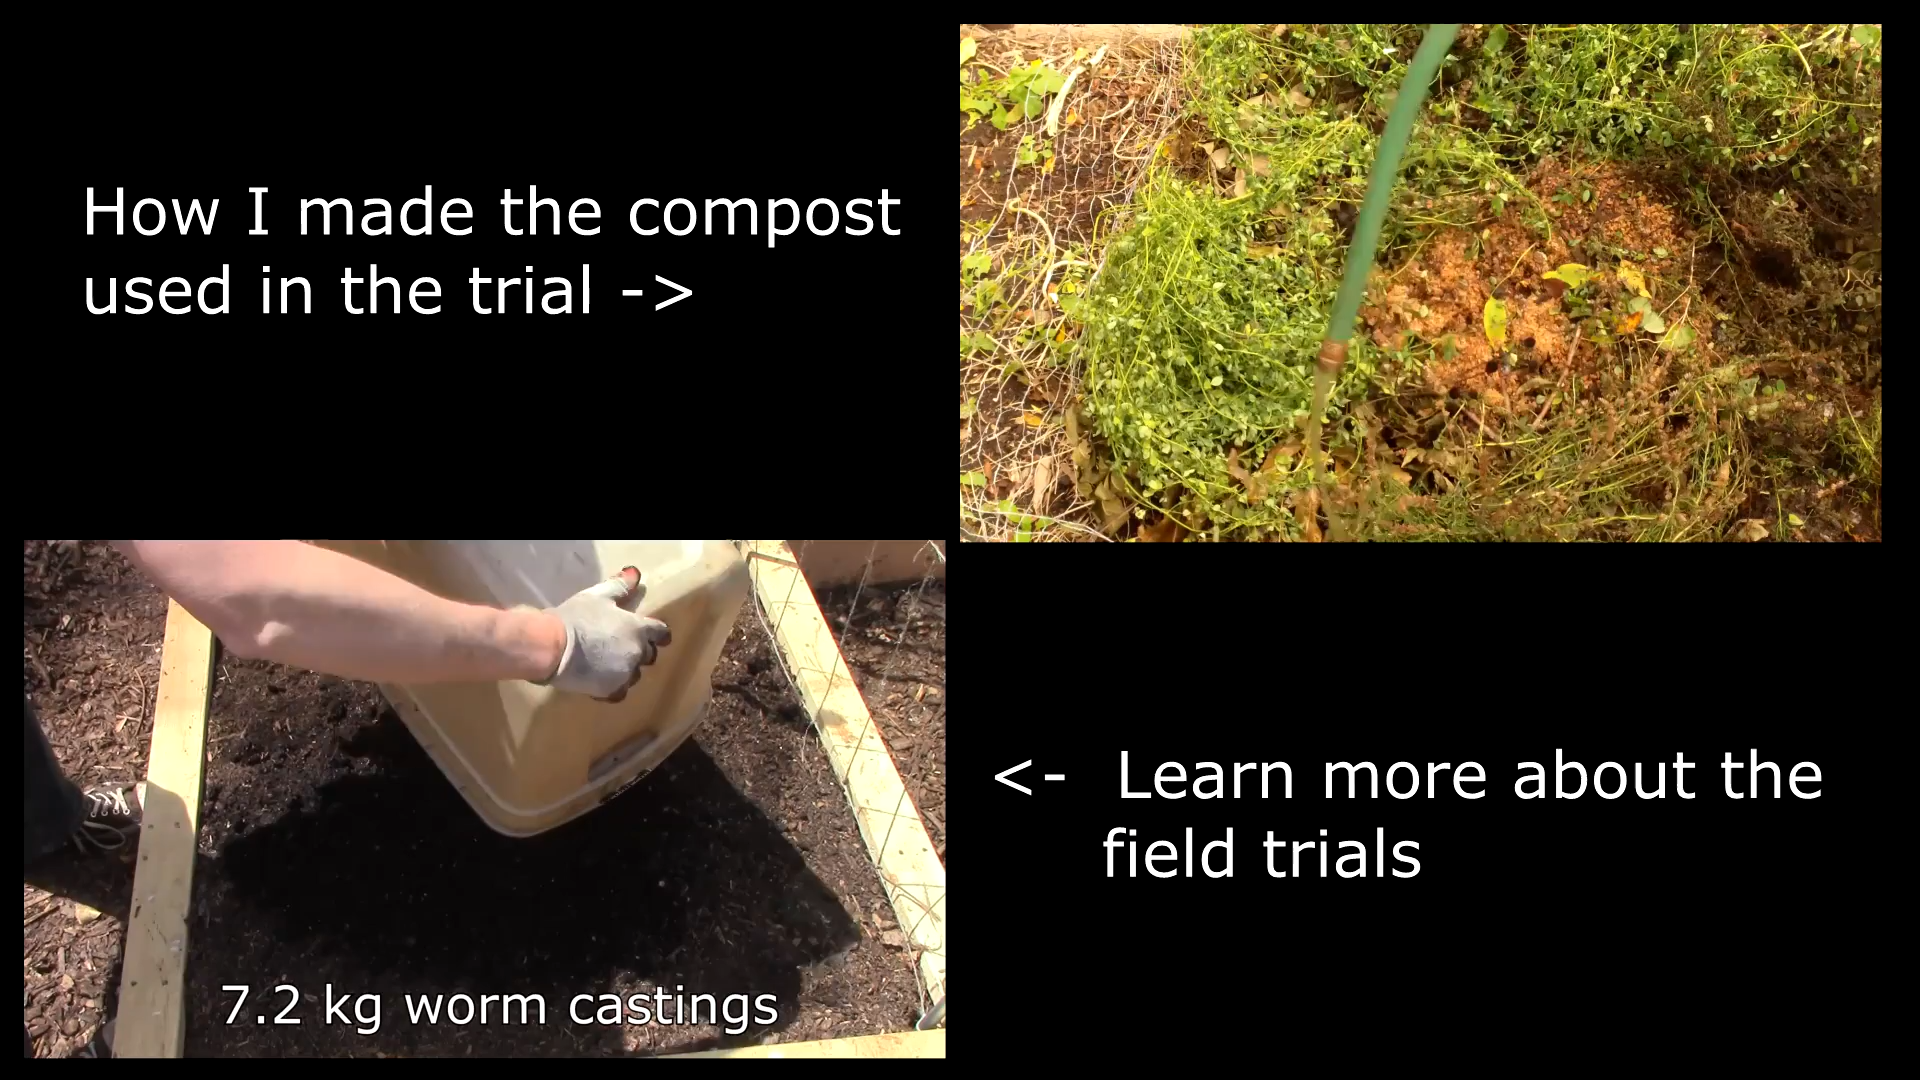 How I made the compost
used in the trial ->
7.2 kg worm castings
<- Learn more about the
field trials